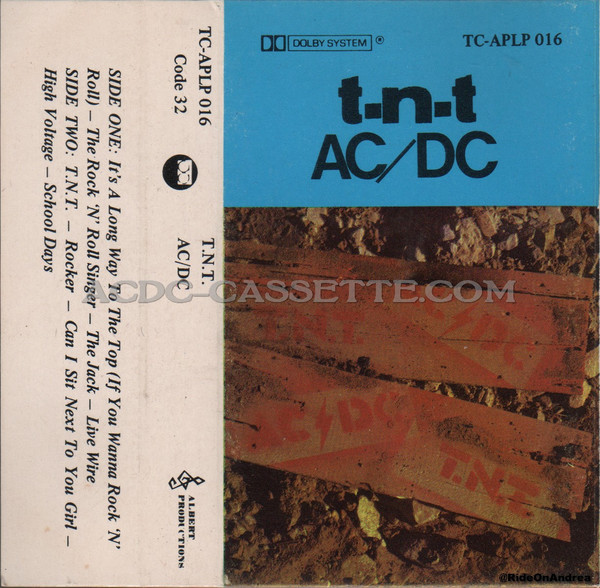 TC-APLP 016
Code 32
T.N.T.
AC/DC
SIDE ONE: It's A Long Way To The Top (If You Wanna Rock 'N'
Roll) – The Rock 'N' Roll Singer – The Jack – Live Wire
SIDE TWO: T.N.T. – Rocker – Can I Sit Next To You Girl –
High Voltage – School Days
ALBERT
PRODUCTIONS
DOLBY SYSTEM ®
TC-APLP 016
t-n-t
AC/DC
ACDC-CASSETTE.COM
AC/DC
T.N.T.
AC/DC
T.N.T.
@RideOnAndrea